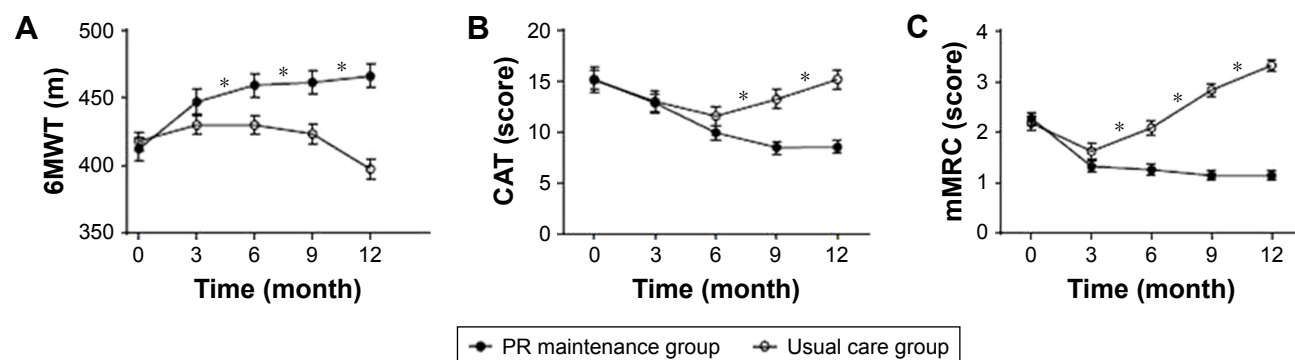 A
6MWT (m)
500
450
400
350
* * *
0 3 6 9 12
Time (month)
B
CAT (score)
20
15
10
5
0
* *
0 3 6 9 12
Time (month)
C
mMRC (score)
4
3
2
1
0
* * *
0 3 6 9 12
Time (month)
PR maintenance group Usual care group